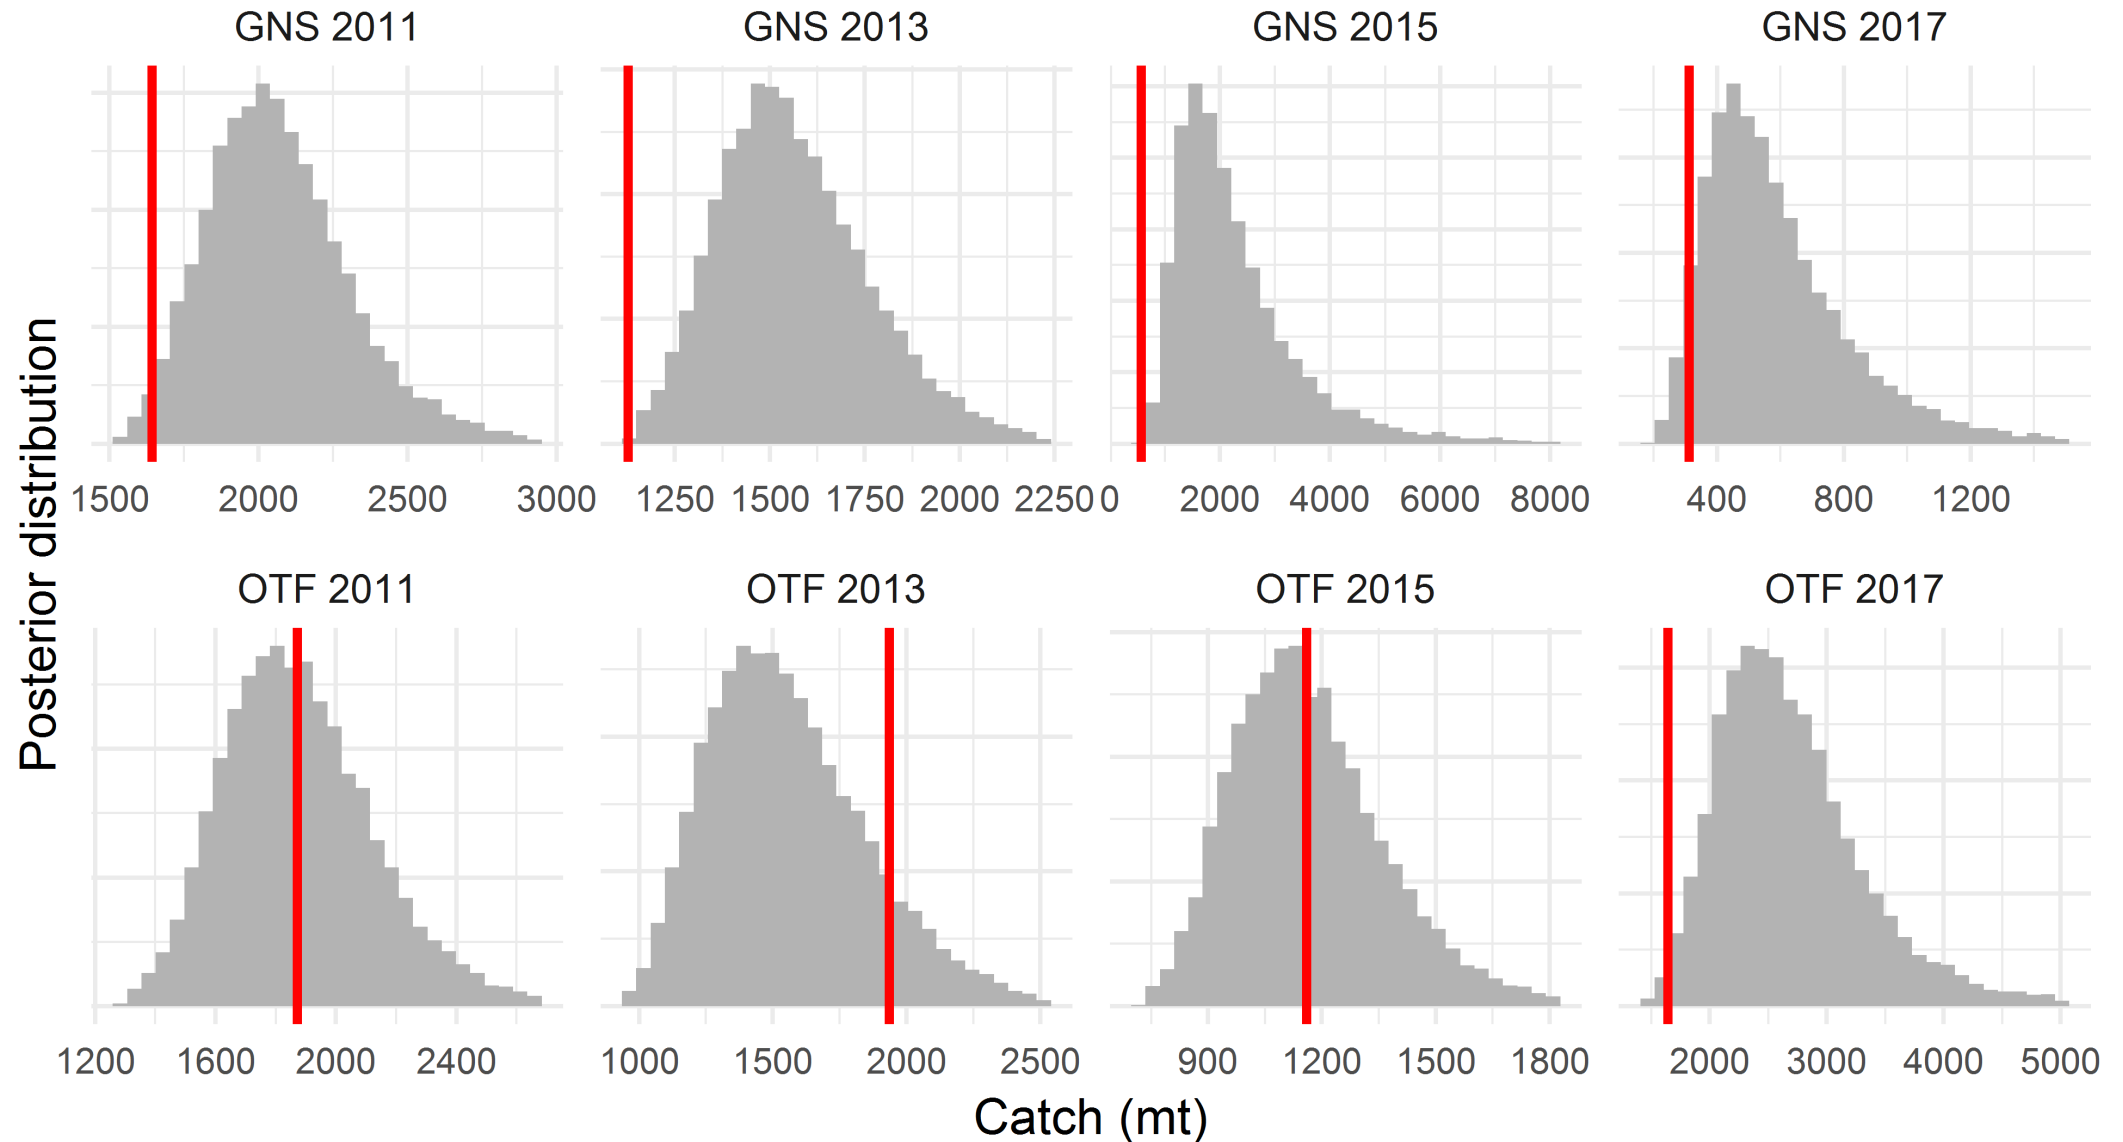 GNS 2011 GNS 2013 GNS 2015 GNS 2017
1500 2000 2500 3000 1250 1500 1750 2000 2250 0 2000 4000 6000 8000 400 800 1200
Posterior distribution
OTF 2011 OTF 2013 OTF 2015 OTF 2017
1200 1600 2000 2400 1000 1500 2000 2500 900 1200 1500 1800 2000 3000 4000 5000
Catch (mt)